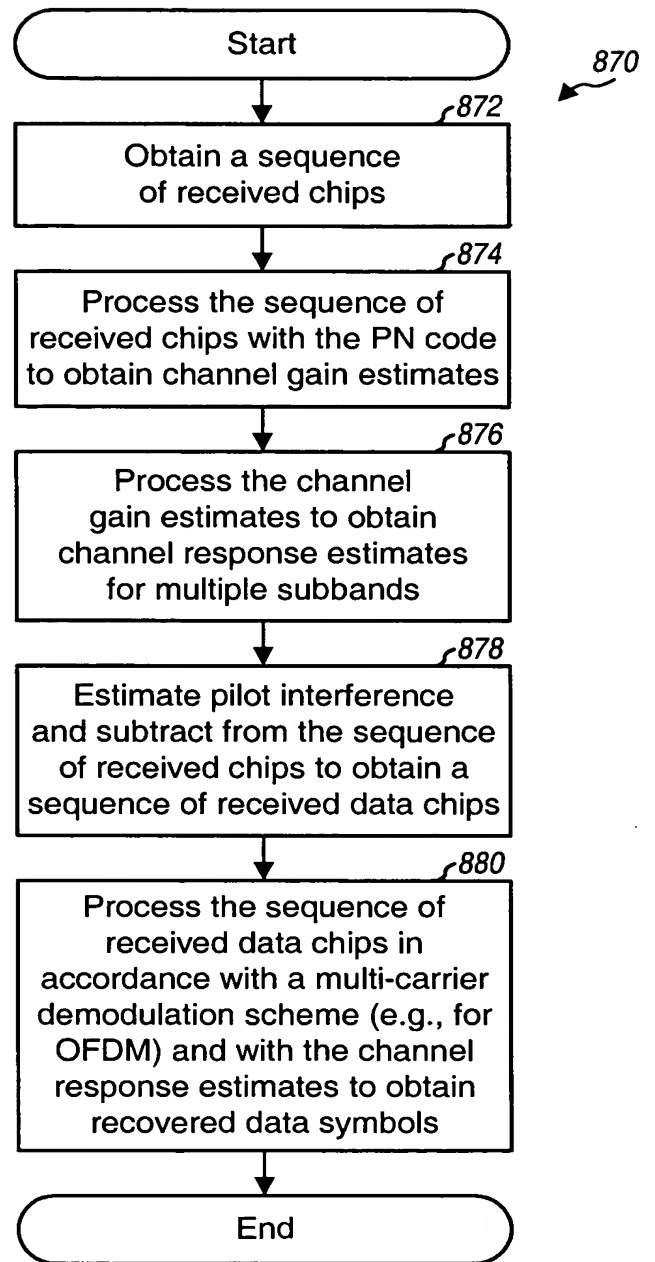 Start
870
872
Obtain a sequence
of received chips
874
Process the sequence of
received chips with the PN code
to obtain channel gain estimates
876
Process the channel
gain estimates to obtain
channel response estimates
for multiple subbands
878
Estimate pilot interference
and subtract from the sequence
of received chips to obtain a
sequence of received data chips
880
Process the sequence of
received data chips in
accordance with a multi-carrier
demodulation scheme (e.g., for
OFDM) and with the channel
response estimates to obtain
recovered data symbols
End